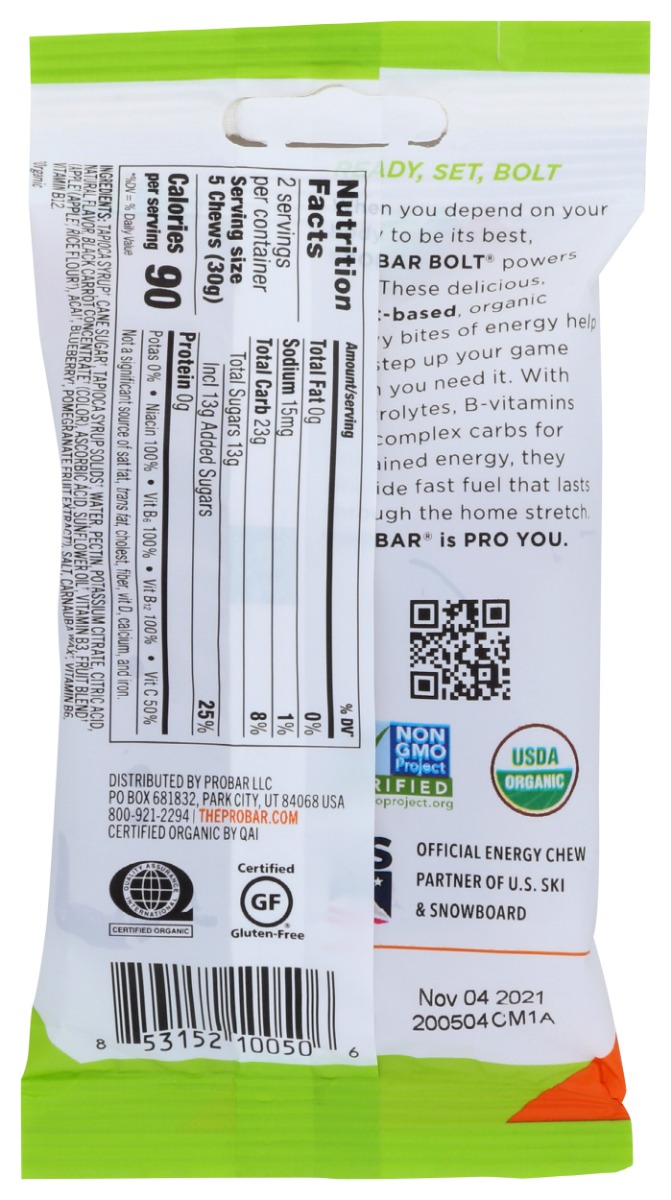 READY, SET, BOLT
en you depend on your
to be its best,
BAR BOLT® powers
These delicious,
-based, organic
y bites of energy help
step up your game
you need it. With
rolytes, B-vitamins
complex carbs for
ained energy, they
ide fast fuel that lasts
ugh the home stretch.
BAR® is PRO YOU.
Nutrition
Facts
2 servings
per container
Serving size
5 Chews (30g)
Calories
per serving 90
*%DV = % Daily Value
Amount/serving % DV*
Total Fat 0g 0%
Sodium 15mg 1%
Total Carb 23g 8%
Total Sugars 13g
Incl 13g Added Sugars 25%
Protein 0g
Potas 0% • Niacin 100% • Vit B6 100% • Vit B12 100% • Vit C 50%
Not a significant source of sat fat, trans fat, cholest, fiber, vit D, calcium, and iron.
INGREDIENTS: TAPIOCA SYRUP†, CANE SUGAR†, TAPIOCA SYRUP SOLIDS†, WATER, PECTIN, POTASSIUM CITRATE, CITRIC ACID,
NATURAL FLAVOR, BLACK CARROT CONCENTRATE† (COLOR), ASCORBIC ACID, SUNFLOWER OIL†, VITAMIN B3, FRUIT BLEND†
(APPLE† [APPLE†, RICE FLOUR†], ACAI†, BLUEBERRY†, POMEGRANATE FRUIT EXTRACT†), SALT, CARNAUBA WAX†, VITAMIN B6,
VITAMIN B12
†Organic
NON
GMO
Project
RIFIED
oproject.org
USDA
ORGANIC
S
OFFICIAL ENERGY CHEW
PARTNER OF U.S. SKI
& SNOWBOARD
DISTRIBUTED BY PROBAR LLC
PO BOX 681832, PARK CITY, UT 84068 USA
800-921-2294 | THEPROBAR.COM
CERTIFIED ORGANIC BY QAI
QUALITY ASSURANCE
INTERNATIONAL
CERTIFIED ORGANIC
Certified
GF
®
Gluten-Free
8 53152 10050 6
Nov 04 2021
200504CM1A